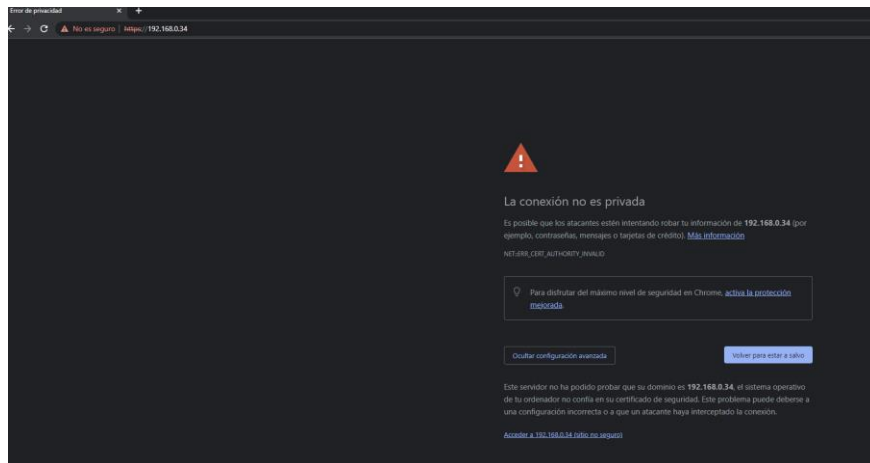 Error de privacidad
No es seguro | https://192.168.0.34
La conexión no es privada
Es posible que los atacantes estén intentando robar tu información de 192.168.0.34 (por
ejemplo, contraseñas, mensajes o tarjetas de crédito). Más información
NET::ERR_CERT_AUTHORITY_INVALID
Para disfrutar del máximo nivel de seguridad en Chrome, activa la protección
mejorada.
Ocultar configuración avanzada
Volver para estar a salvo
Este servidor no ha podido probar que su dominio es 192.168.0.34, el sistema operativo
de tu ordenador no confía en su certificado de seguridad. Este problema puede deberse a
una configuración incorrecta o a que un atacante haya interceptado la conexión.
Acceder a 192.168.0.34 (sitio no seguro)